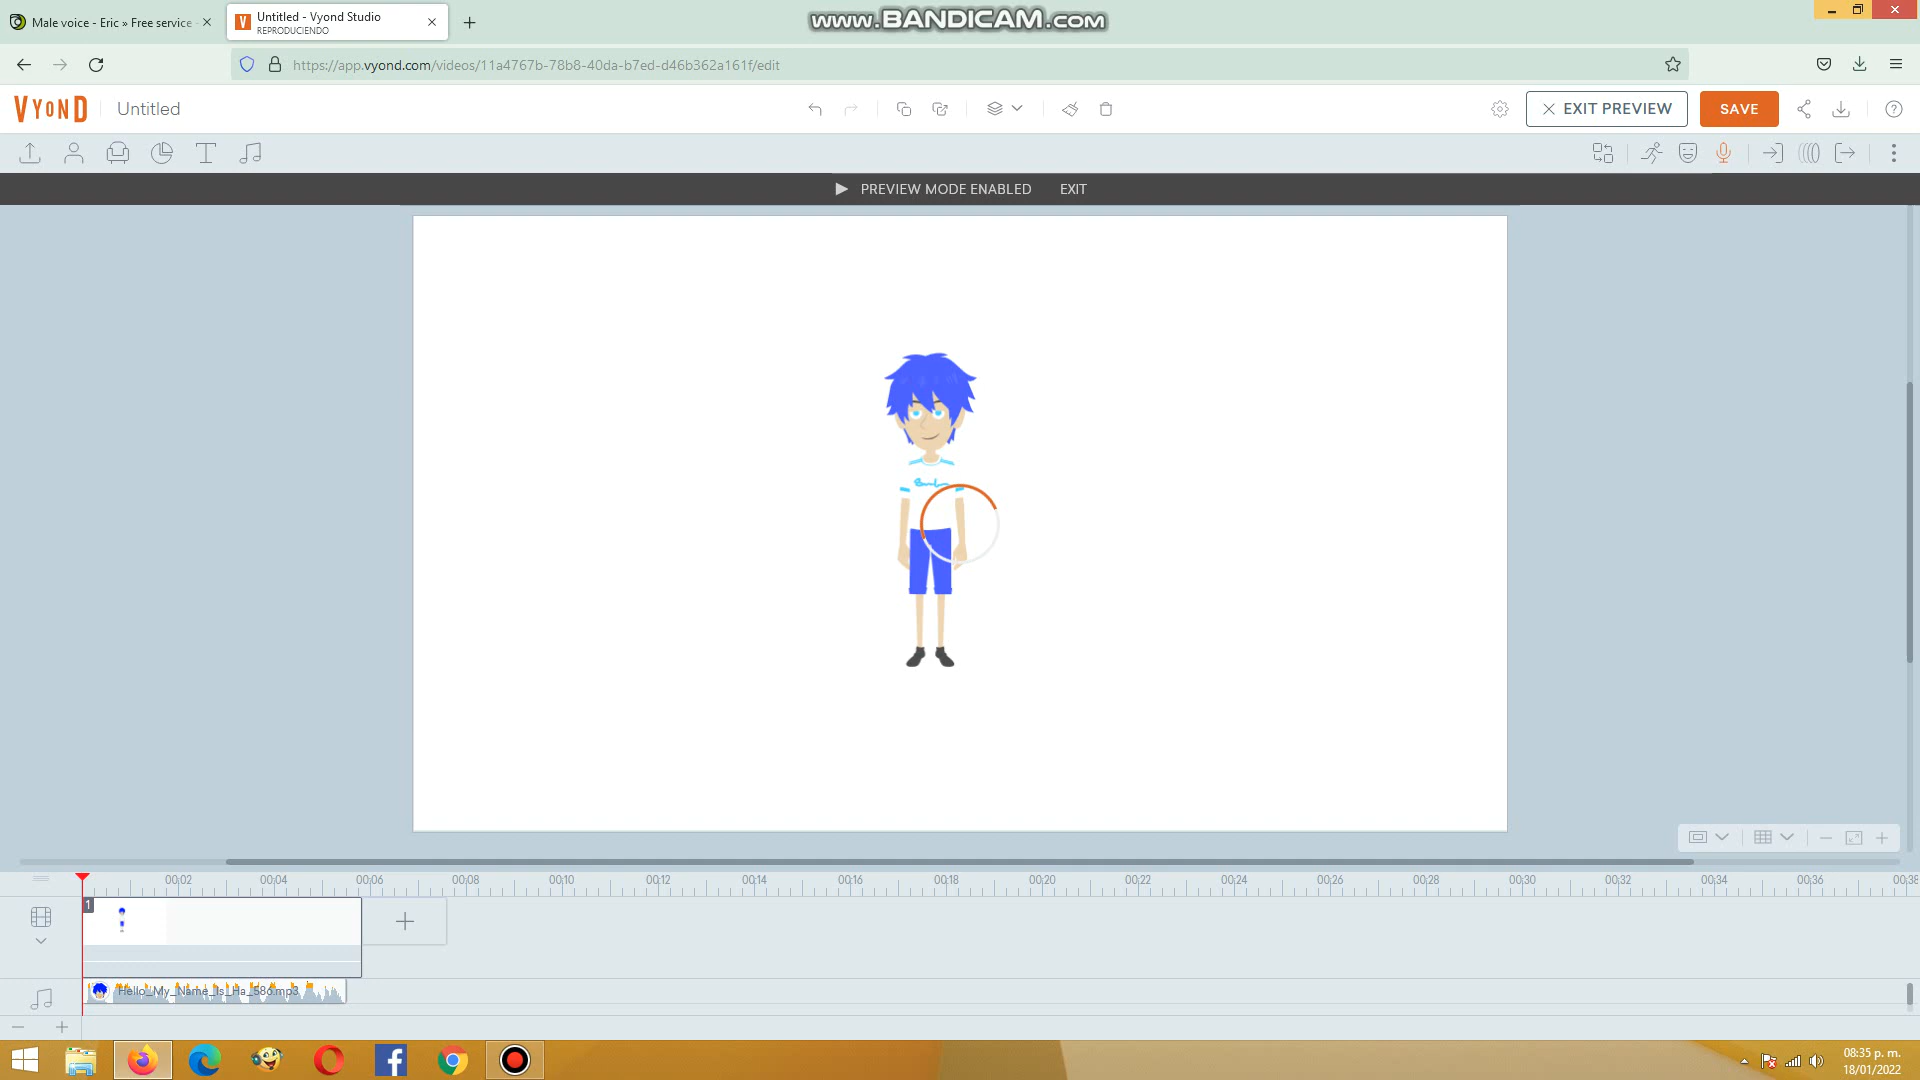 Male voice - Eric » Free service
Untitled - Vyond Studio
REPRODUCIENDO
www.BANDICAM.com
https://app.vyond.com/videos/11a4767b-78b8-40da-b7ed-d46b362a161f/edit
VYOND
Untitled
EXIT PREVIEW
SAVE
PREVIEW MODE ENABLED
EXIT
00:02 00:04 00:06 00:08 00:10 00:12 00:14 00:16 00:18 00:20 00:22 00:24 00:26 00:28 00:30 00:32 00:34 00:36 00:38
1
Hello_My_Name_Is_Ha_586.mp3
08:35 p. m.
18/01/2022